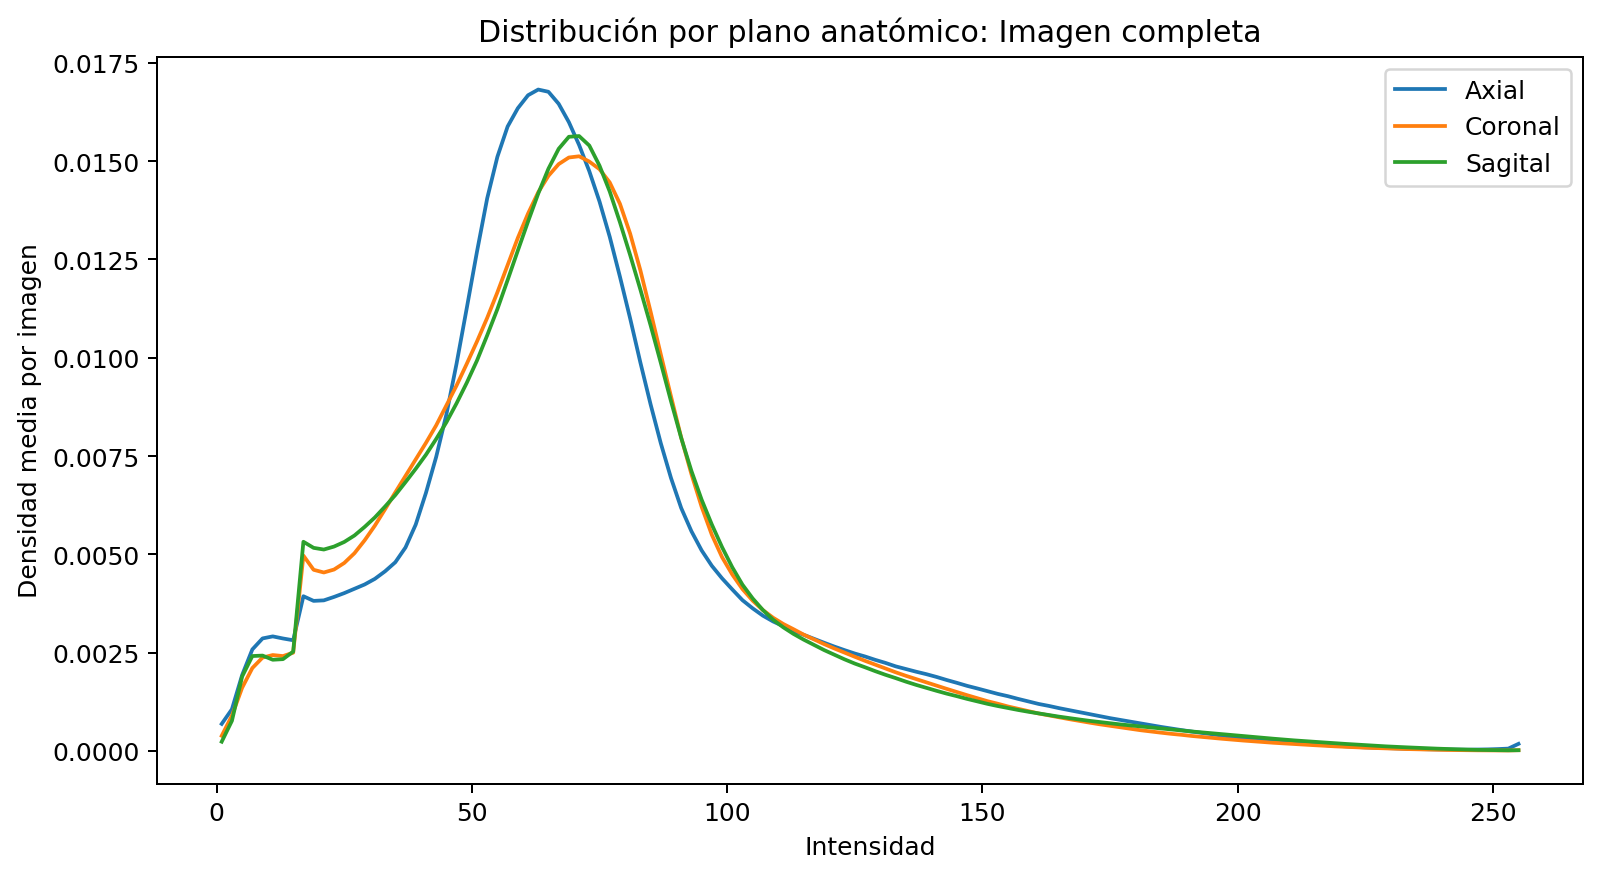 Distribución por plano anatómico: Imagen completa
Densidad media por imagen
0.0175
0.0150
0.0125
0.0100
0.0075
0.0050
0.0025
0.0000
Axial
Coronal
Sagital
0
50
100
150
200
250
Intensidad